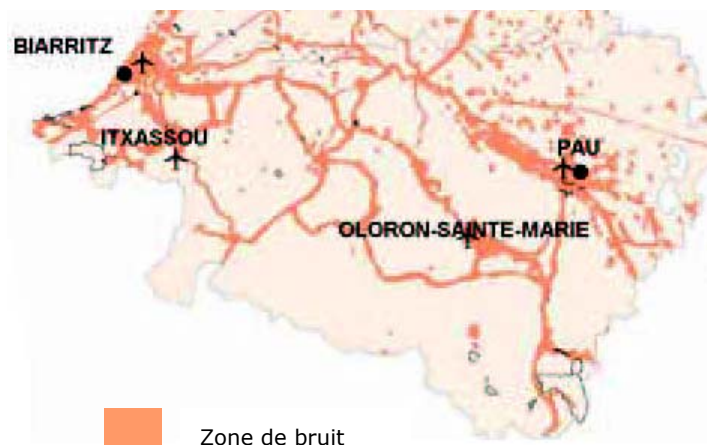 BIARRITZ
ITXASSOU
PAU
OLORON-SAINTE-MARIE
Zone de bruit